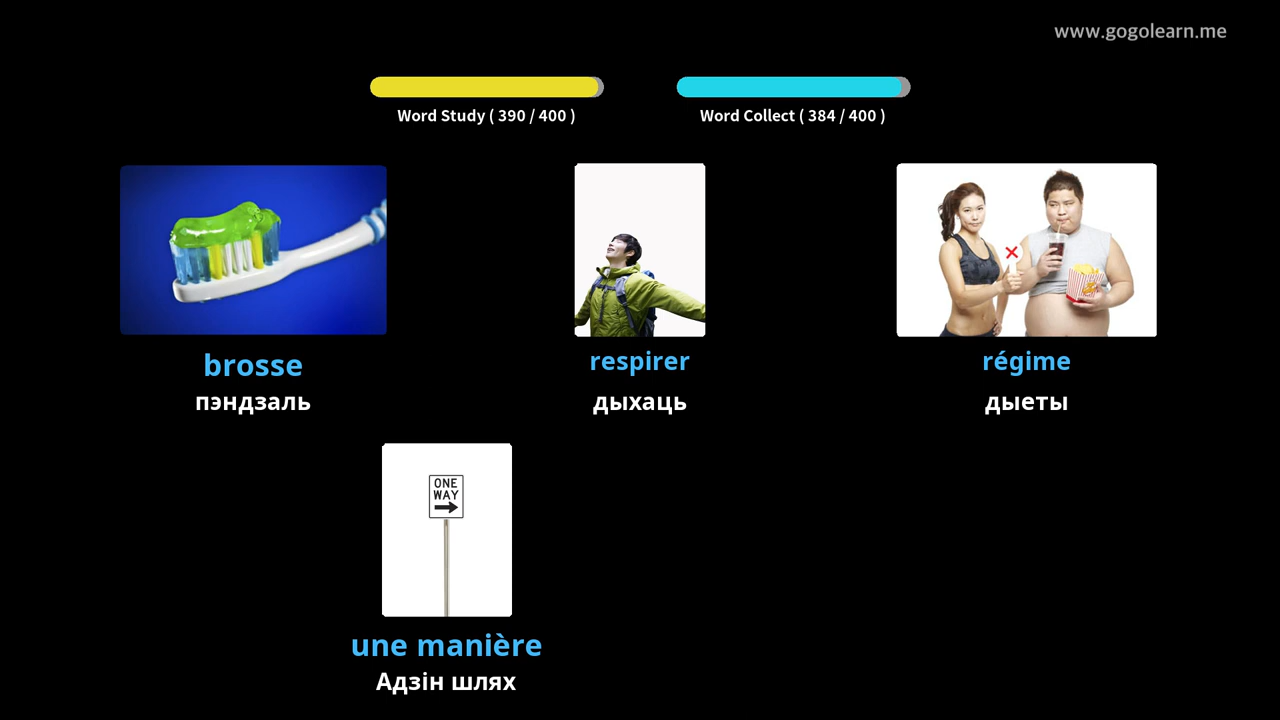 www.gogolearn.me
Word Study ( 390 / 400 )
Word Collect ( 384 / 400 )
brosse
пэндзаль
respirer
дыхаць
régime
дыеты
ONE
WAY
une manière
Адзін шлях